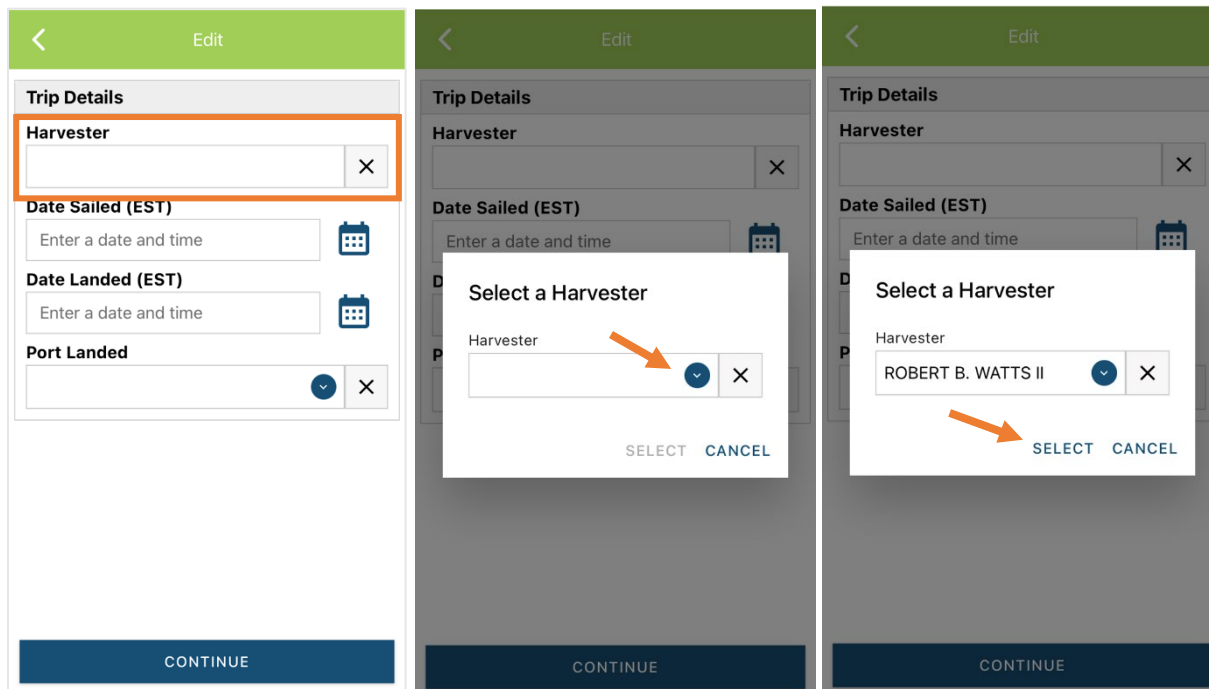 Edit
Trip Details
Harvester
Date Sailed (EST)
Enter a date and time
Date Landed (EST)
Enter a date and time
Port Landed
CONTINUE
Edit
Trip Details
Harvester
Date Sailed (EST)
Enter a date and time
D
Select a Harvester
Harvester
P
SELECT CANCEL
CONTINUE
Edit
Trip Details
Harvester
Date Sailed (EST)
Enter a date and time
D
Select a Harvester
Harvester
P
ROBERT B. WATTS II
SELECT CANCEL
CONTINUE